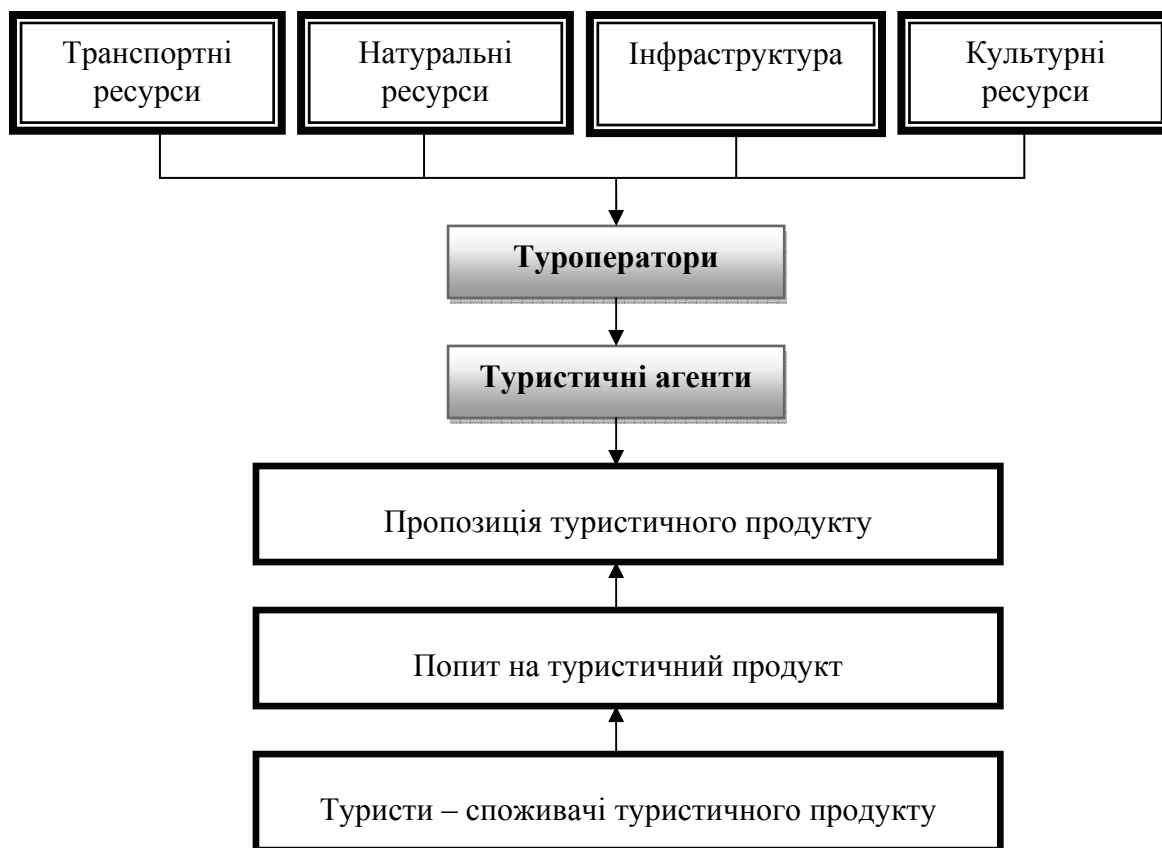 Транспортні
ресурси
Натуральні
ресурси
Інфраструктура
Культурні
ресурси
Туроператори
Туристичні агенти
Пропозиція туристичного продукту
Попит на туристичний продукт
Туристи – споживачі туристичного продукту